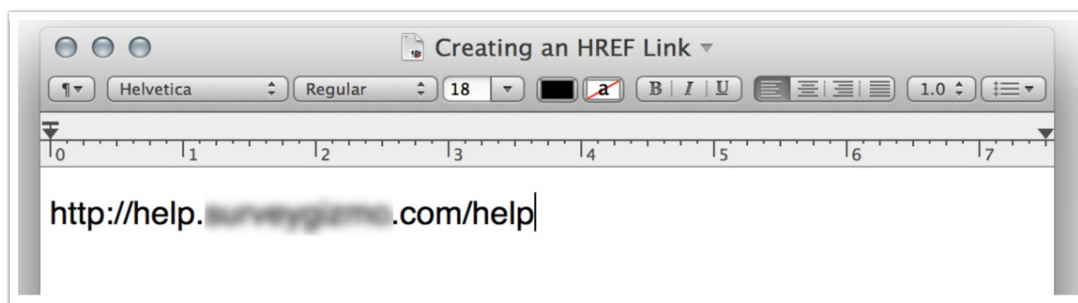 Creating an HREF Link
Helvetica Regular 18 a B I U 1.0
0 1 2 3 4 5 6 7
http://help. .com/help